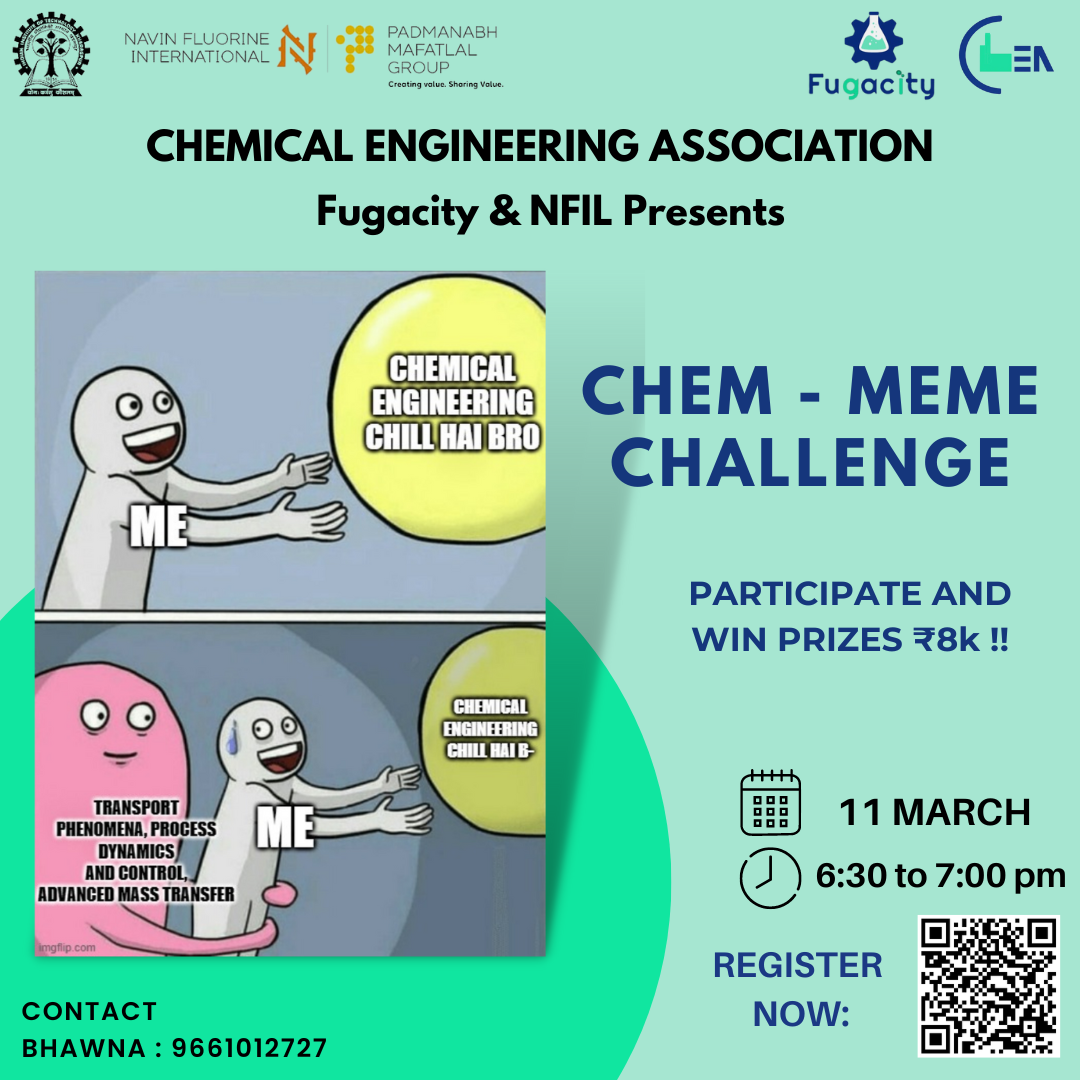 NAVIN FLUORINE
INTERNATIONAL
PADMANABH
MAFATLAL
GROUP
Creating value. Sharing Value.
Fugacity
CHEMICAL ENGINEERING ASSOCIATION
Fugacity & NFIL Presents
CHEMICAL
ENGINEERING
CHILL HAI BRO
ME
CHEMICAL
ENGINEERING
CHILL HAI B-
TRANSPORT
PHENOMENA, PROCESS
DYNAMICS
AND CONTROL,
ADVANCED MASS TRANSFER
ME
imgflip.com
CHEM - MEME
CHALLENGE
PARTICIPATE AND
WIN PRIZES ₹8k !!
11 MARCH
6:30 to 7:00 pm
REGISTER
NOW:
CONTACT
BHAWNA : 9661012727